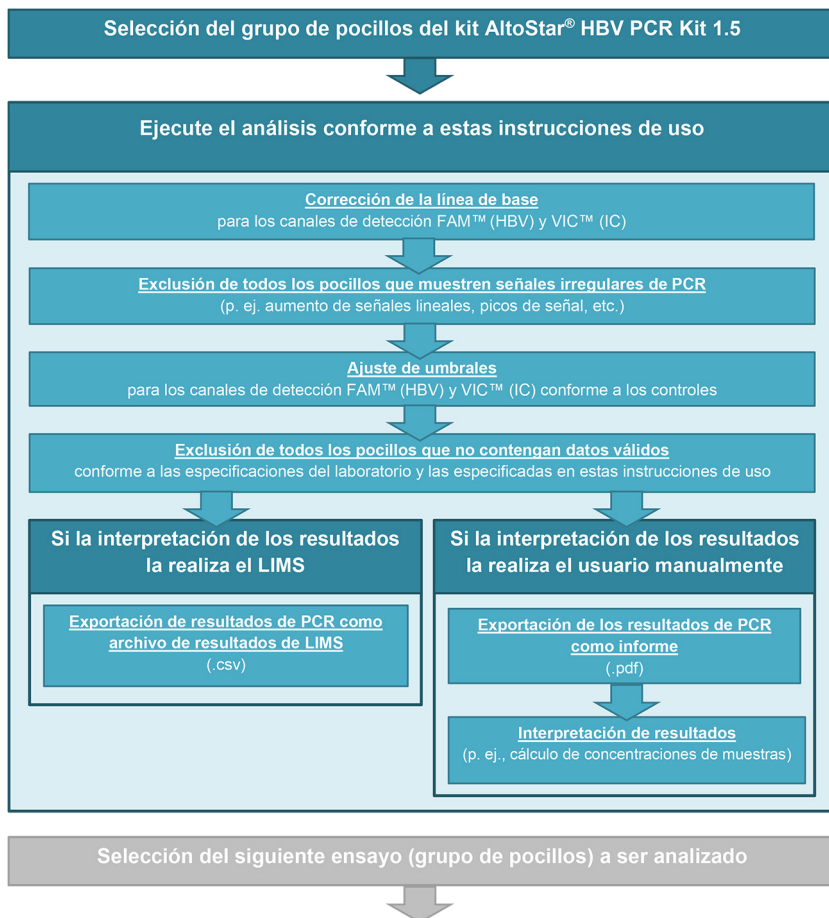 Selección del grupo de pocillos del kit AltoStar® HBV PCR Kit 1.5
Ejecute el análisis conforme a estas instrucciones de uso
Corrección de la línea de base
para los canales de detección FAM™ (HBV) y VIC™ (IC)
Exclusión de todos los pocillos que muestren señales irregulares de PCR
(p. ej. aumento de señales lineales, picos de señal, etc.)
Ajuste de umbrales
para los canales de detección FAM™ (HBV) y VIC™ (IC) conforme a los controles
Exclusión de todos los pocillos que no contengan datos válidos
conforme a las especificaciones del laboratorio y las especificadas en estas instrucciones de uso
Si la interpretación de los resultados
la realiza el LIMS
Exportación de resultados de PCR como
archivo de resultados de LIMS
(.csv)
Si la interpretación de los resultados
la realiza el usuario manualmente
Exportación de los resultados de PCR
como informe
(.pdf)
Interpretación de resultados
(p. ej., cálculo de concentraciones de muestras)
Selección del siguiente ensayo (grupo de pocillos) a ser analizado